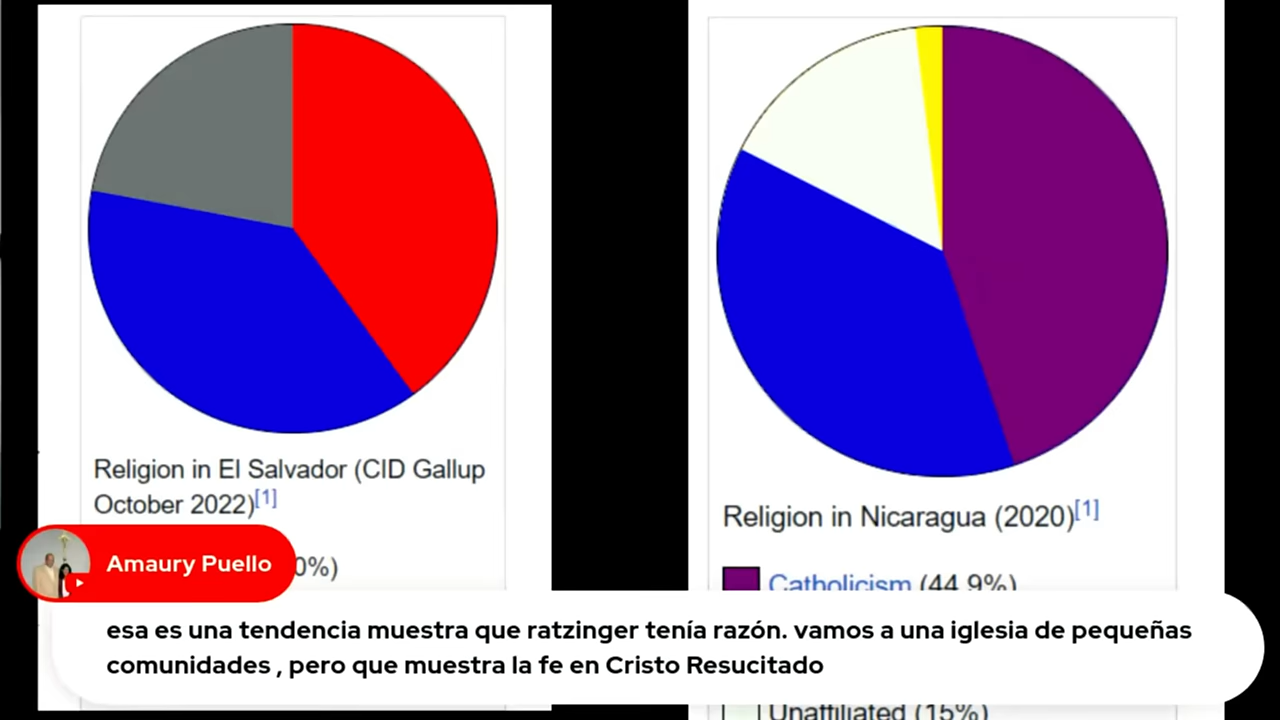 Religion in El Salvador (CID Gallup
October 2022)[1]
0%)
Religion in Nicaragua (2020)[1]
Catholicism (44.9%)
Amaury Puello
esa es una tendencia muestra que ratzinger tenía razón. vamos a una iglesia de pequeñas
comunidades , pero que muestra la fe en Cristo Resucitado
Unaffiliated (15%)